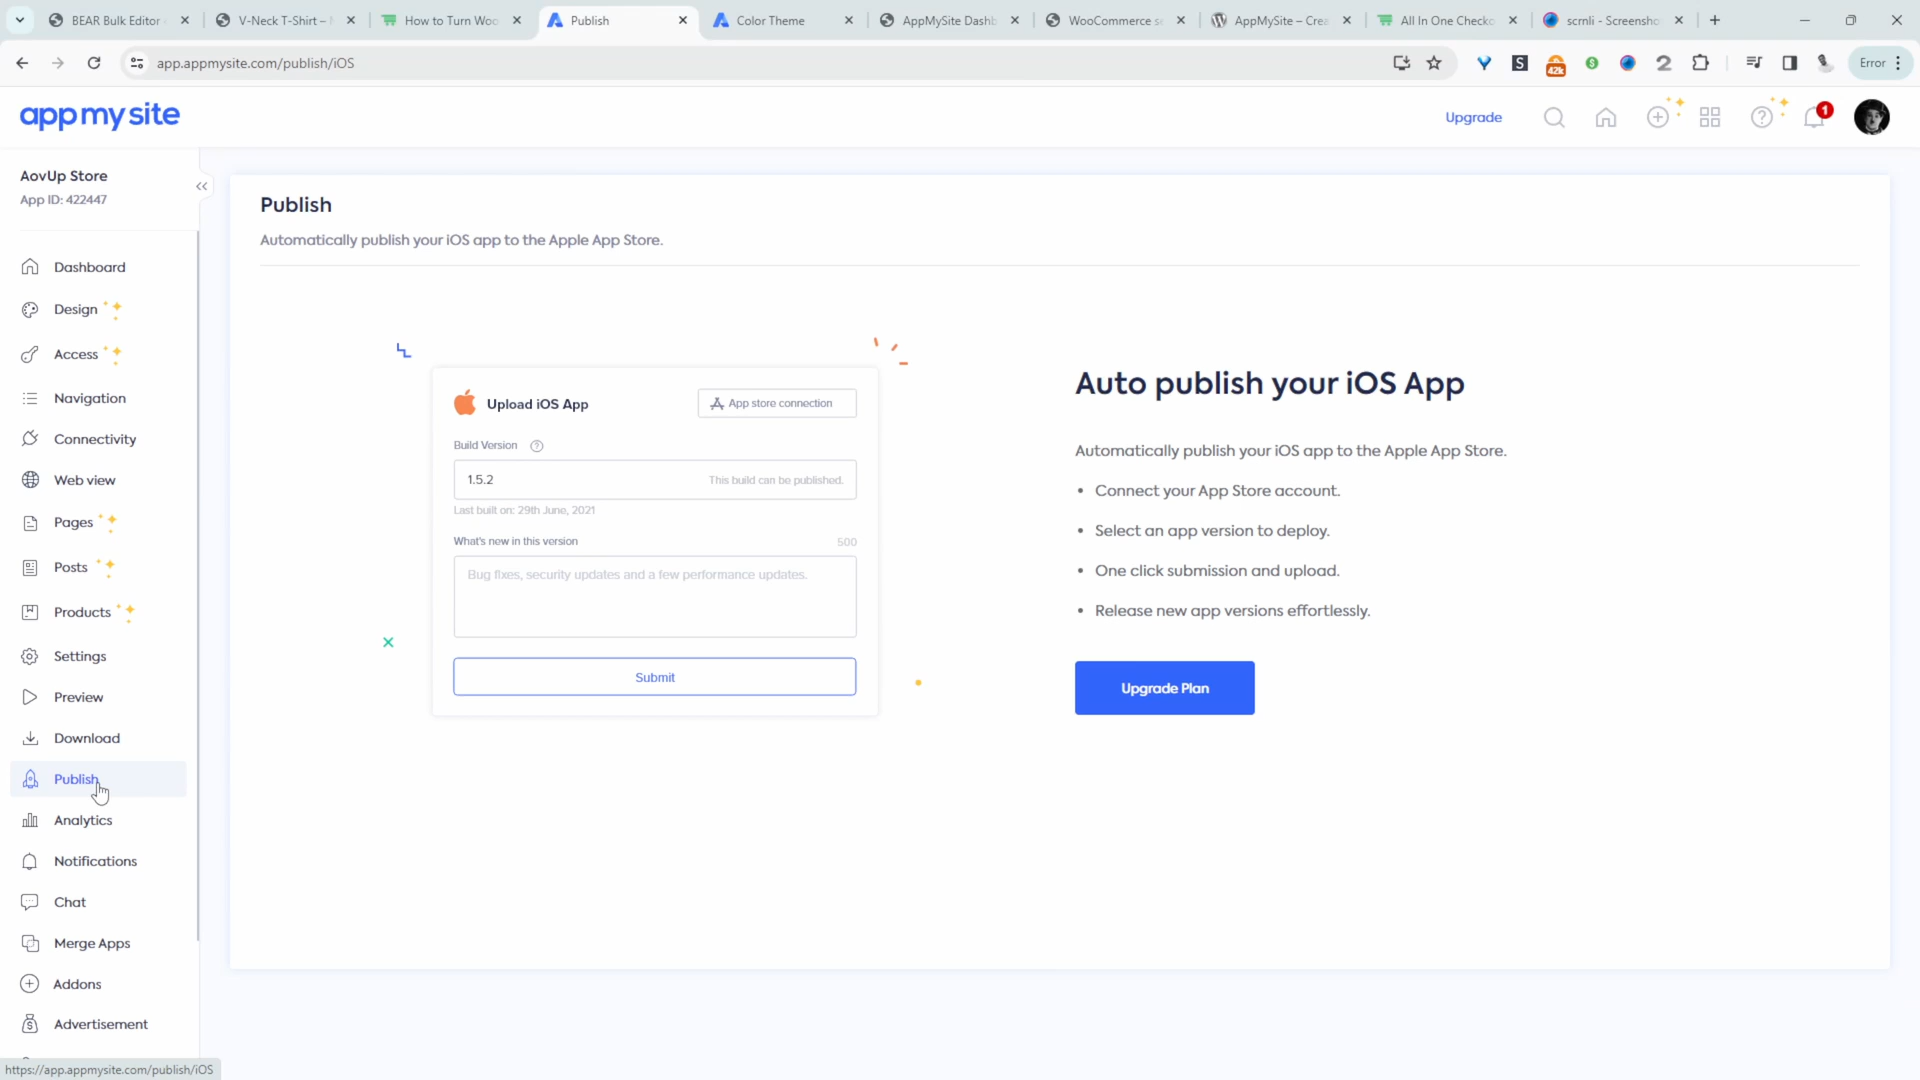 BEAR Bulk Editor
V-Neck T-Shirt –
How to Turn Woo
Publish
Color Theme
AppMySite Dashb
WooCommerce se
AppMySite – Crea
All In One Checko
scrnli - Screensho
app.appmysite.com/publish/iOS
S
42k
Error
app my site
Upgrade
1
AovUp Store
App ID: 422447
Dashboard
Design
Access
Navigation
Connectivity
Web view
Pages
Posts
Products
Settings
Preview
Download
Publish
Analytics
Notifications
Chat
Merge Apps
Addons
Advertisement
Publish
Automatically publish your iOS app to the Apple App Store.
Upload iOS App
App store connection
Build Version
1.5.2
This build can be published.
Last built on: 29th June, 2021
What's new in this version
500
Bug fixes, security updates and a few performance updates.
Submit
Auto publish your iOS App
Automatically publish your iOS app to the Apple App Store.
• Connect your App Store account.
• Select an app version to deploy.
• One click submission and upload.
• Release new app versions effortlessly.
Upgrade Plan
https://app.appmysite.com/publish/iOS